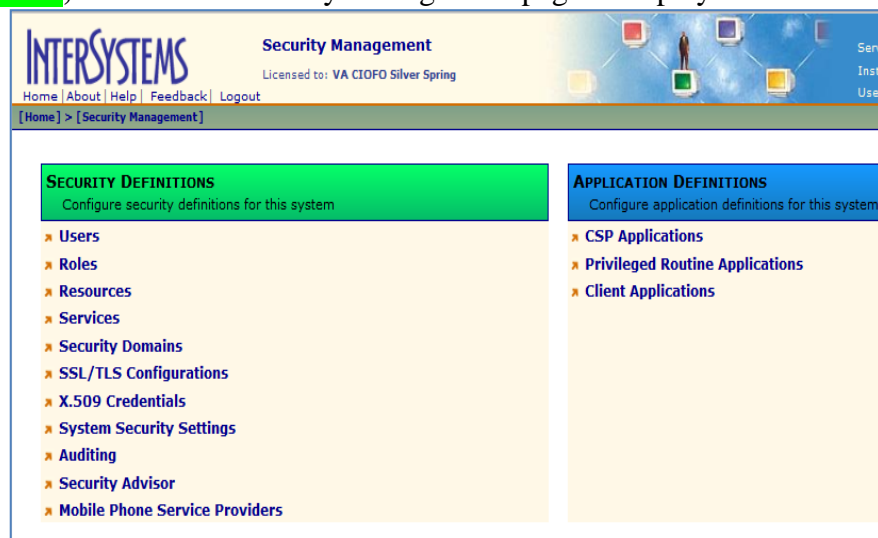 Security Management
INTERSYSTEMS
Licensed to: VA CIOFO Silver Spring
Home | About | Help | Feedback | Logout
[Home] > [Security Management]
SECURITY DEFINITIONS
Configure security definitions for this system
Users
Roles
Resources
Services
Security Domains
SSL/TLS Configurations
X.509 Credentials
System Security Settings
Auditing
Security Advisor
Mobile Phone Service Providers
APPLICATION DEFINITIONS
Configure application definitions for this system
CSP Applications
Privileged Routine Applications
Client Applications